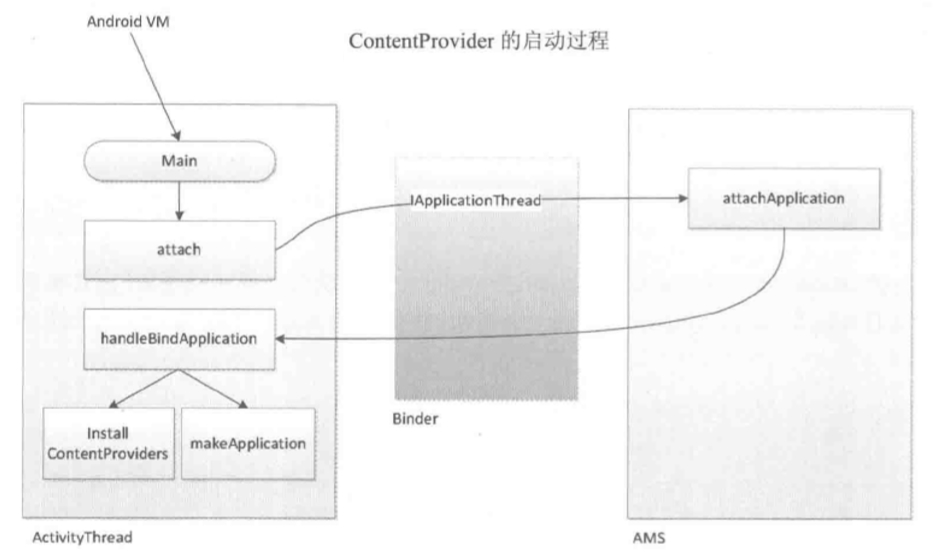 Android VM
ContentProvider 的启动过程
Main
attach
IApplicationThread
attachApplication
handleBindApplication
Install
ContentProviders
makeApplication
Binder
ActivityThread
AMS